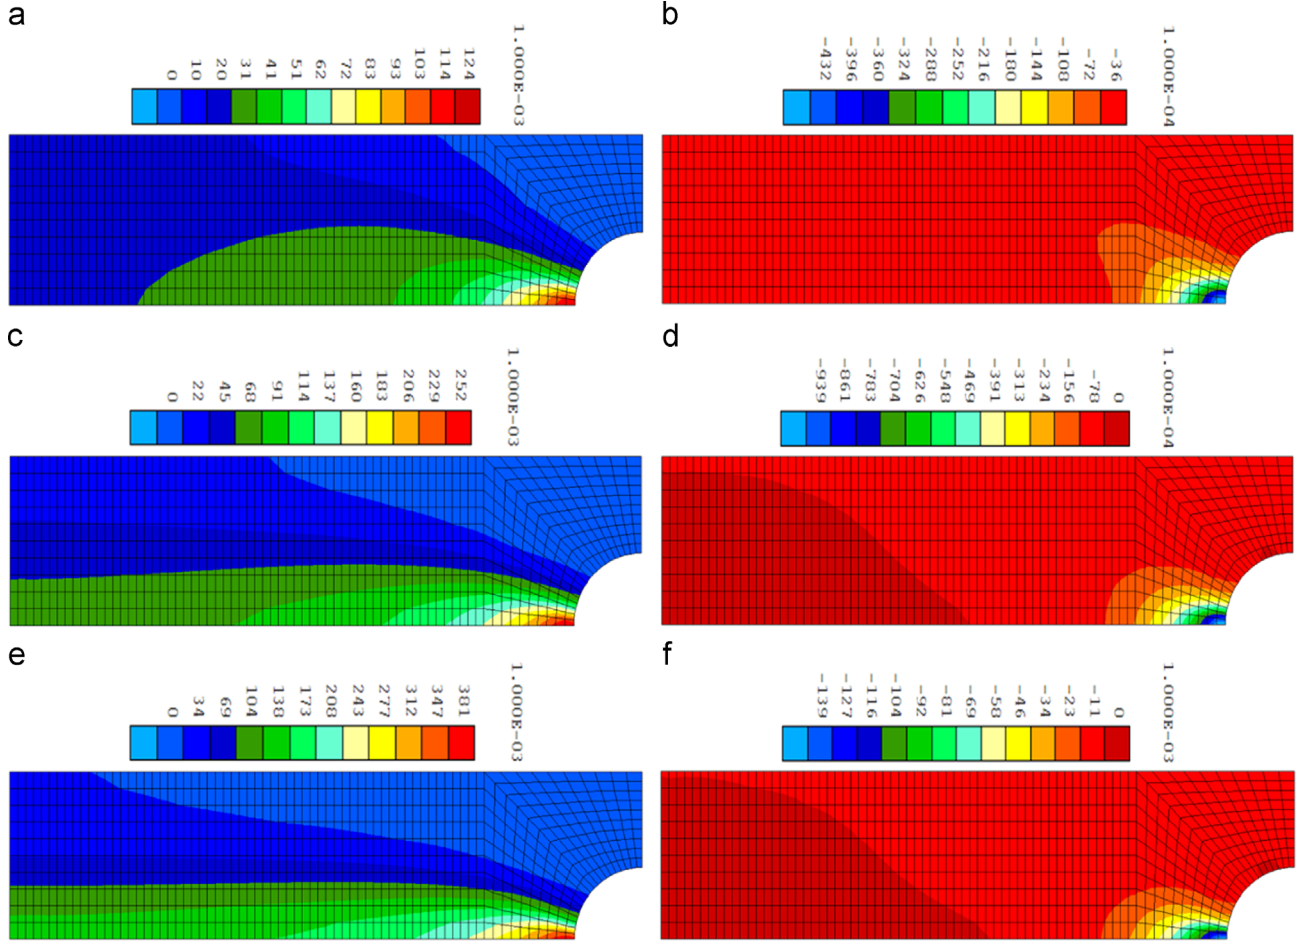 a
0 10 20 31 41 51 62 72 83 93 103 114 124
1.000E-03
b
-432 -396 -360 -324 -288 -252 -216 -180 -144 -108 -72 -36
1.000E-04
c
0 22 45 68 91 114 137 160 183 206 229 252
1.000E-03
d
-939 -861 -783 -704 -626 -548 -469 -391 -313 -234 -156 -78 0
1.000E-04
e
0 34 69 104 138 173 208 243 277 312 347 381
1.000E-03
f
-139 -127 -116 -104 -92 -81 -69 -58 -46 -34 -23 -11 0
1.000E-03